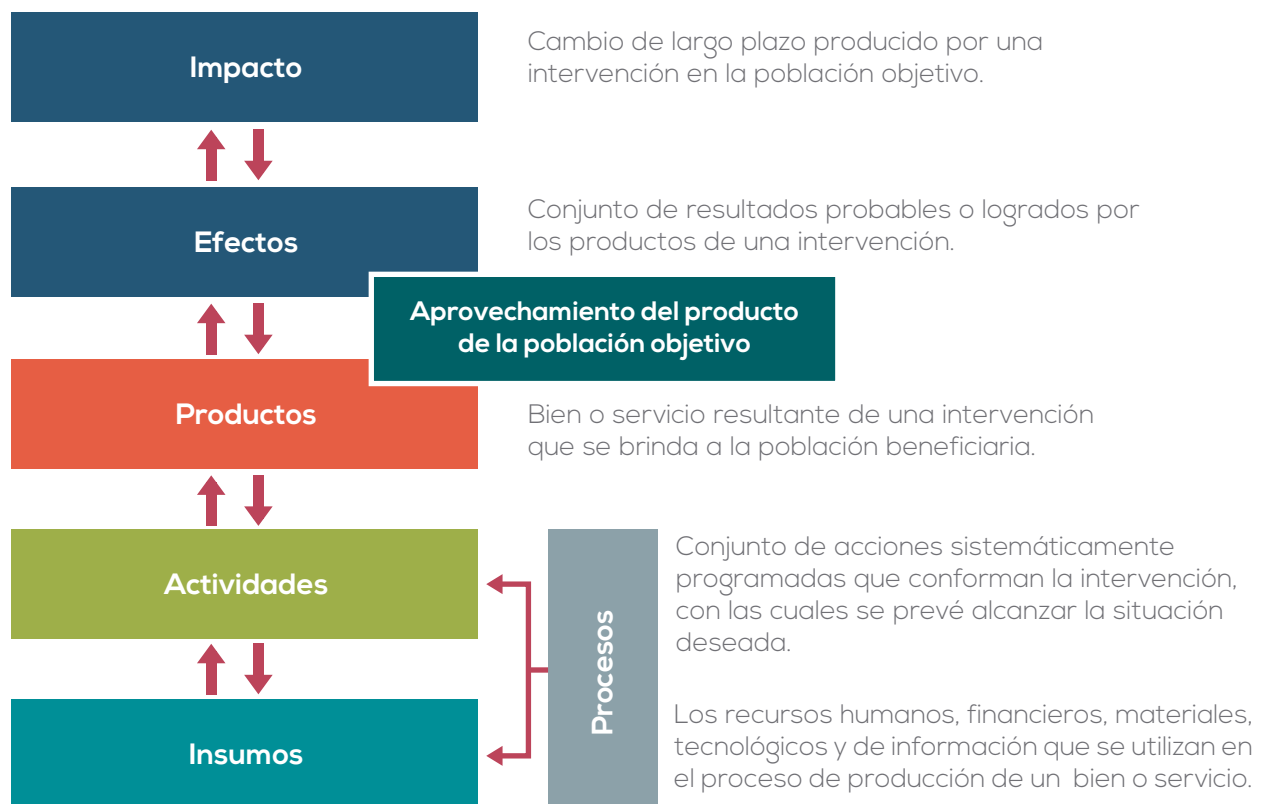 Impacto
Cambio de largo plazo producido por una
intervención en la población objetivo.
Efectos
Conjunto de resultados probables o logrados por
los productos de una intervención.
Aprovechamiento del producto
de la población objetivo
Productos
Bien o servicio resultante de una intervención
que se brinda a la población beneficiaria.
Actividades
Procesos
Conjunto de acciones sistemáticamente
programadas que conforman la intervención,
con las cuales se prevé alcanzar la situación
deseada.
Insumos
Los recursos humanos, financieros, materiales,
tecnológicos y de información que se utilizan en
el proceso de producción de un bien o servicio.